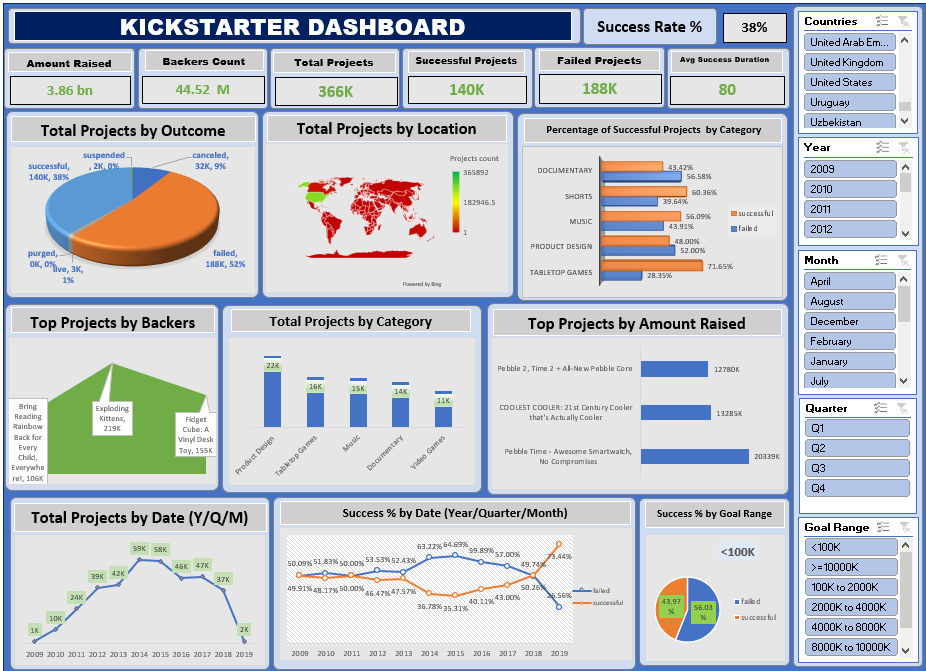 KICKSTARTER DASHBOARD
Success Rate %
38%
Amount Raised
3.86 bn
Backers Count
44.52 M
Total Projects
366K
Successful Projects
140K
Failed Projects
188K
Avg Success Duration
80
Total Projects by Outcome
suspended
, 2K, 0%
canceled,
32K, 9%
successful,
140K, 38%
purged,
0K, 0%
live, 3K,
1%
failed,
188K, 52%
Total Projects by Location
Projects count
365892
182946.5
1
Powered by Bing
Percentage of Successful Projects by Category
DOCUMENTARY
43.42%
56.58%
SHORTS
60.36%
39.64%
MUSIC
56.09%
43.91%
PRODUCT DESIGN
48.00%
52.00%
TABLETOP GAMES
71.65%
28.35%
successful
failed
Top Projects by Backers
Bring
Reading
Rainbow
Back for
Every
Child,
Everywhe
re!, 106K
Exploding
Kittens,
219K
Fidget
Cube: A
Vinyl Desk
Toy, 155K
Total Projects by Category
22K
16K
15K
14K
11K
Product Design
Tabletop Games
Music
Documentary
Video Games
Top Projects by Amount Raised
Pebble 2, Time 2 + All-New Pebble Core
12780K
COOLEST COOLER: 21st Century Cooler
that's Actually Cooler
13285K
Pebble Time - Awesome Smartwatch,
No Compromises
20339K
Total Projects by Date (Y/Q/M)
1K
10K
24K
39K
42K
59K
58K
46K
47K
37K
2K
2009 2010 2011 2012 2013 2014 2015 2016 2017 2018 2019
Success % by Date (Year/Quarter/Month)
50.09% 51.83% 50.00% 53.53% 52.43% 63.22% 64.69% 59.89% 57.00% 49.74% 73.44%
49.91% 48.17% 50.00% 46.47% 47.57% 36.78% 35.31% 40.11% 43.00% 50.26% 26.56%
failed
successful
2009 2010 2011 2012 2013 2014 2015 2016 2017 2018 2019
Success % by Goal Range
<100K
43.97
%
56.03
%
failed
successful
Countries
United Arab Em...
United Kingdom
United States
Uruguay
Uzbekistan
Year
2009
2010
2011
2012
Month
April
August
December
February
January
July
Quarter
Q1
Q2
Q3
Q4
Goal Range
<100K
>=10000K
100K to 2000K
2000K to 4000K
4000K to 8000K
8000K to 10000K